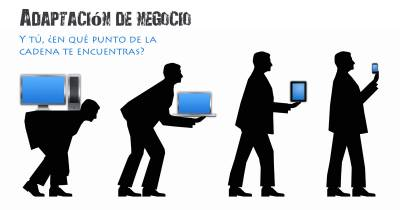 Adaptación de negocio
Y tú, ¿en qué punto de la
cadena te encuentras?